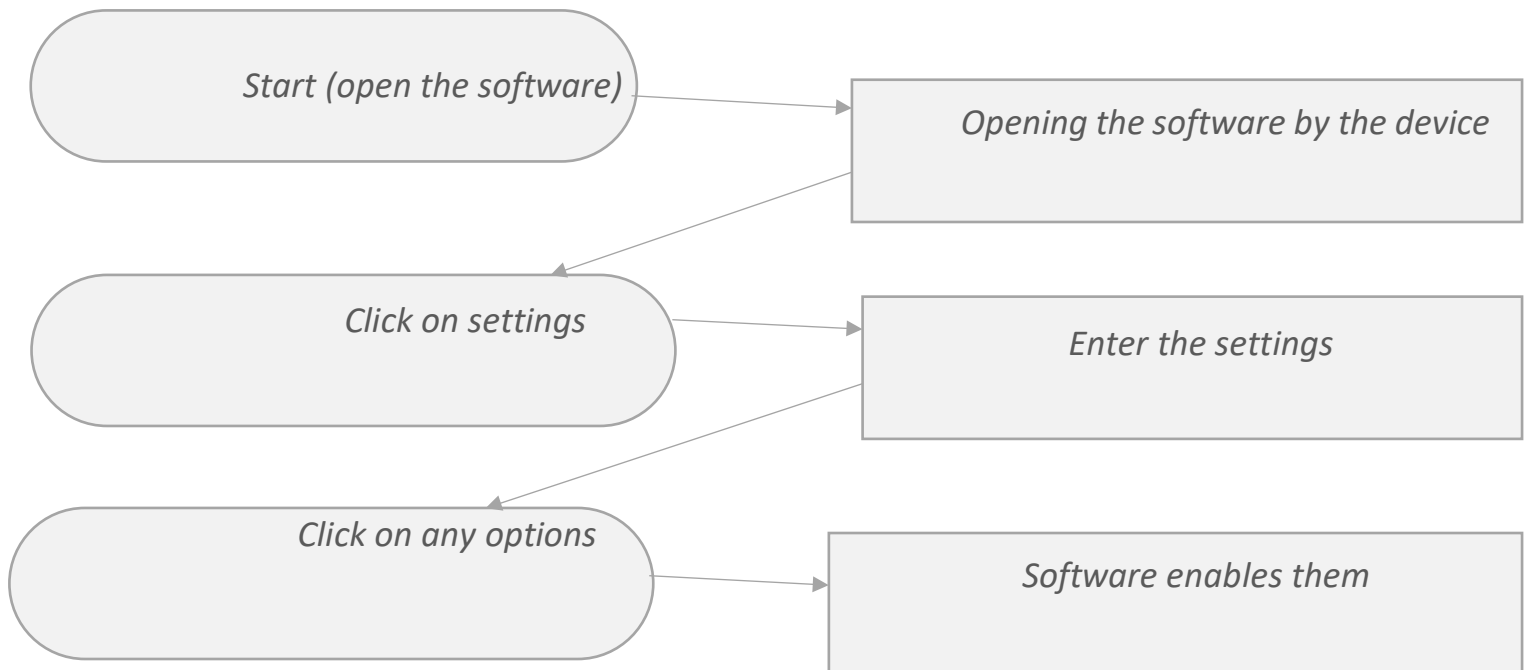 Start (open the software)
Opening the software by the device
Click on settings
Enter the settings
Click on any options
Software enables them